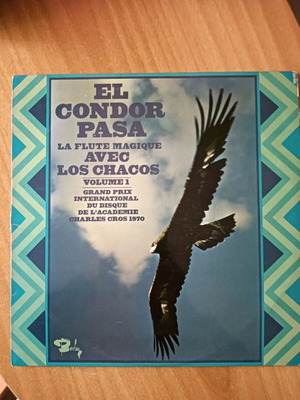 EL
CONDOR
PASA
LA FLUTE MAGIQUE
AVEC
LOS CHACOS
VOLUME 1
GRAND PRIX
INTERNATIONAL
DU DISQUE
DE L'ACADEMIE
CHARLES CROS 1970
Barclay